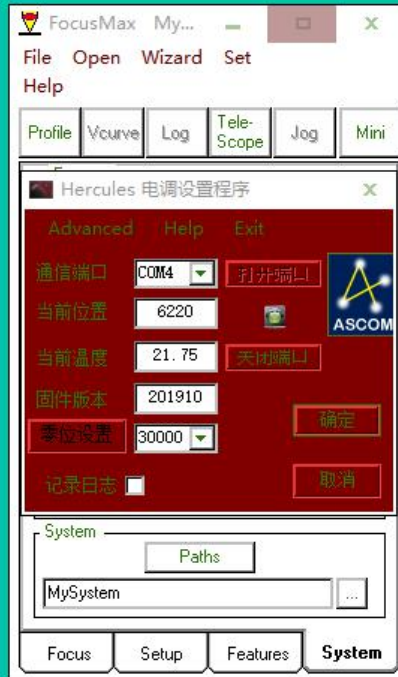 FocusMax My...
File Open Wizard Set
Help
Profile Vcurve Log Tele-Scope Jog Mini
Hercules 电调设置程序
Advanced Help Exit
通信端口 COM4 打开端口
当前位置 6220
ASCOM
当前温度 21.75 关闭端口
固件版本 201910
确定
零位设置 30000
记录日志 取消
System
Paths
MySystem ...
Focus Setup Features System